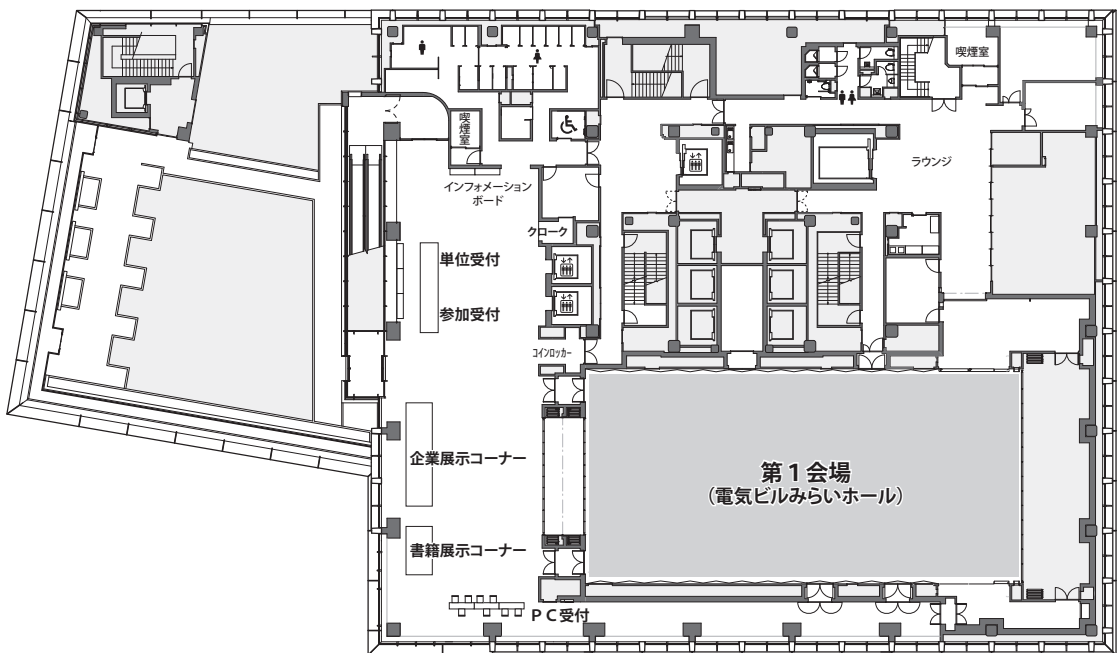 喫煙室
喫煙室
ラウンジ
インフォメーション
ボード
クローク
単位受付
参加受付
コインロッカー
企業展示コーナー
第1会場
(電気ビルみらいホール)
書籍展示コーナー
PC受付